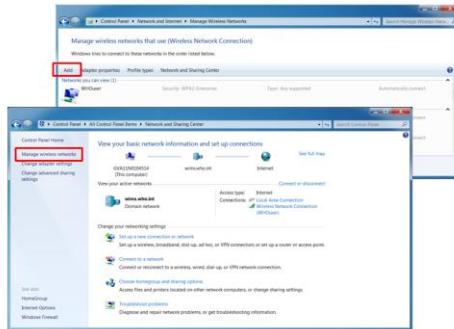 Control Panel ▸ Network and Internet ▸ Manage Wireless Networks
Manage wireless networks that use (Wireless Network Connection)
Windows tries to connect to these networks in the order listed below.
Add Adapter properties Profile types Network and Sharing Center
Networks you can view (1)
Security: WPA2-Enterprise Type: Any supported Automatically connect
Control Panel ▸ All Control Panel Items ▸ Network and Sharing Center
Search Control Panel
Control Panel Home
Manage wireless networks
Change adapter settings
Change advanced sharing settings
View your basic network information and set up connections
See full map
(This computer)
wims.who.int
Internet
View your active networks
Connect or disconnect
wims.who.int
Domain network
Access type: Internet
Connections: Local Area Connection
Wireless Network Connection
Change your networking settings
Set up a new connection or network
Set up a wireless, broadband, dial-up, ad hoc, or VPN connection; or set up a router or access point.
Connect to a network
Connect or reconnect to a wireless, wired, dial-up, or VPN network connection.
Choose homegroup and sharing options
Access files and printers located on other network computers, or change sharing settings.
Troubleshoot problems
Diagnose and repair network problems, or get troubleshooting information.
See also
HomeGroup
Internet Options
Windows Firewall